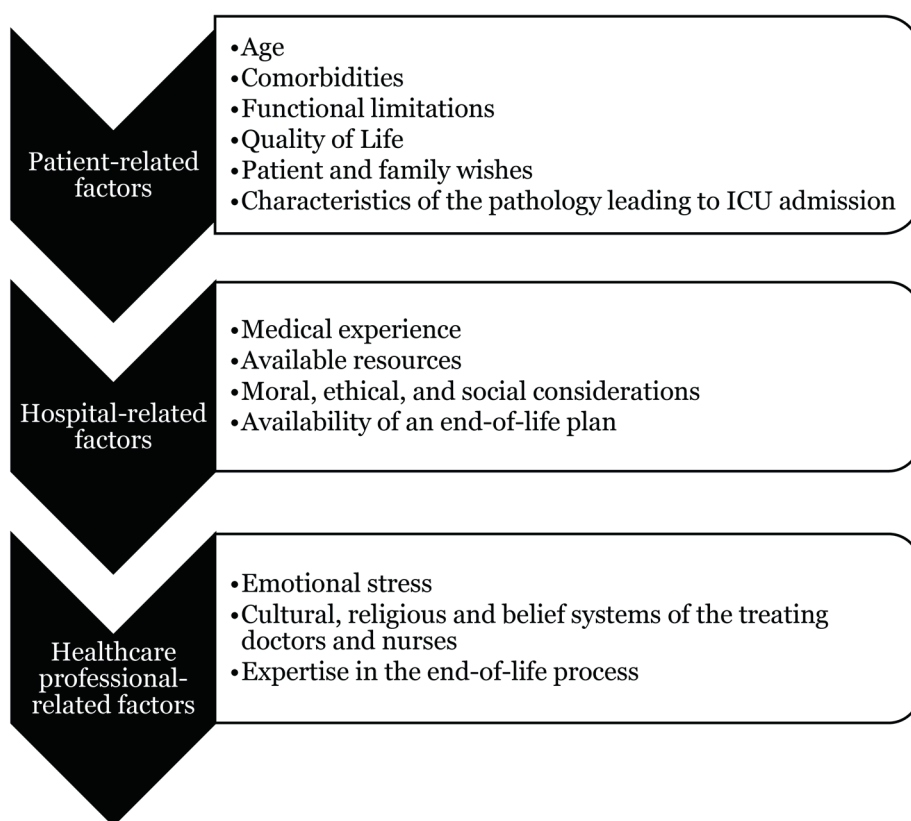 Patient-related
factors
•Age
•Comorbidities
•Functional limitations
•Quality of Life
•Patient and family wishes
•Characteristics of the pathology leading to ICU admission
Hospital-related
factors
•Medical experience
•Available resources
•Moral, ethical, and social considerations
•Availability of an end-of-life plan
Healthcare
professional-
related factors
•Emotional stress
•Cultural, religious and belief systems of the treating
doctors and nurses
•Expertise in the end-of-life process